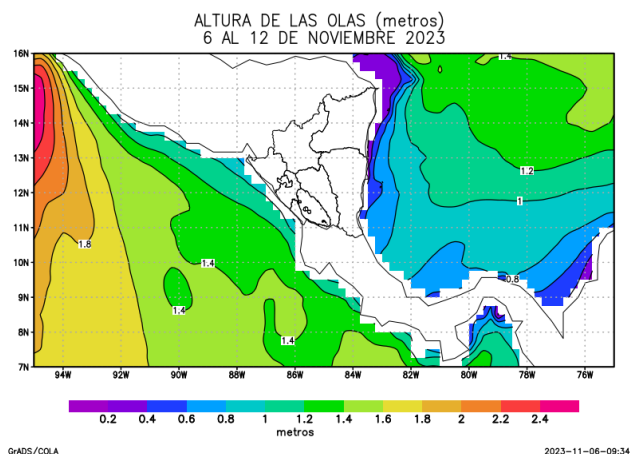 ALTURA DE LAS OLAS (metros)
6 AL 12 DE NOVIEMBRE 2023
16N
15N
14N
13N
12N
11N
10N
9N
8N
7N
1.4
1.2
1
1.8
1.4
0.8
1.4
1.4
94W 92W 90W 88W 86W 84W 82W 80W 78W 76W
0.2 0.4 0.6 0.8 1 1.2 1.4 1.6 1.8 2 2.2 2.4
metros
GrADS/COLA 2023-11-06-09:34